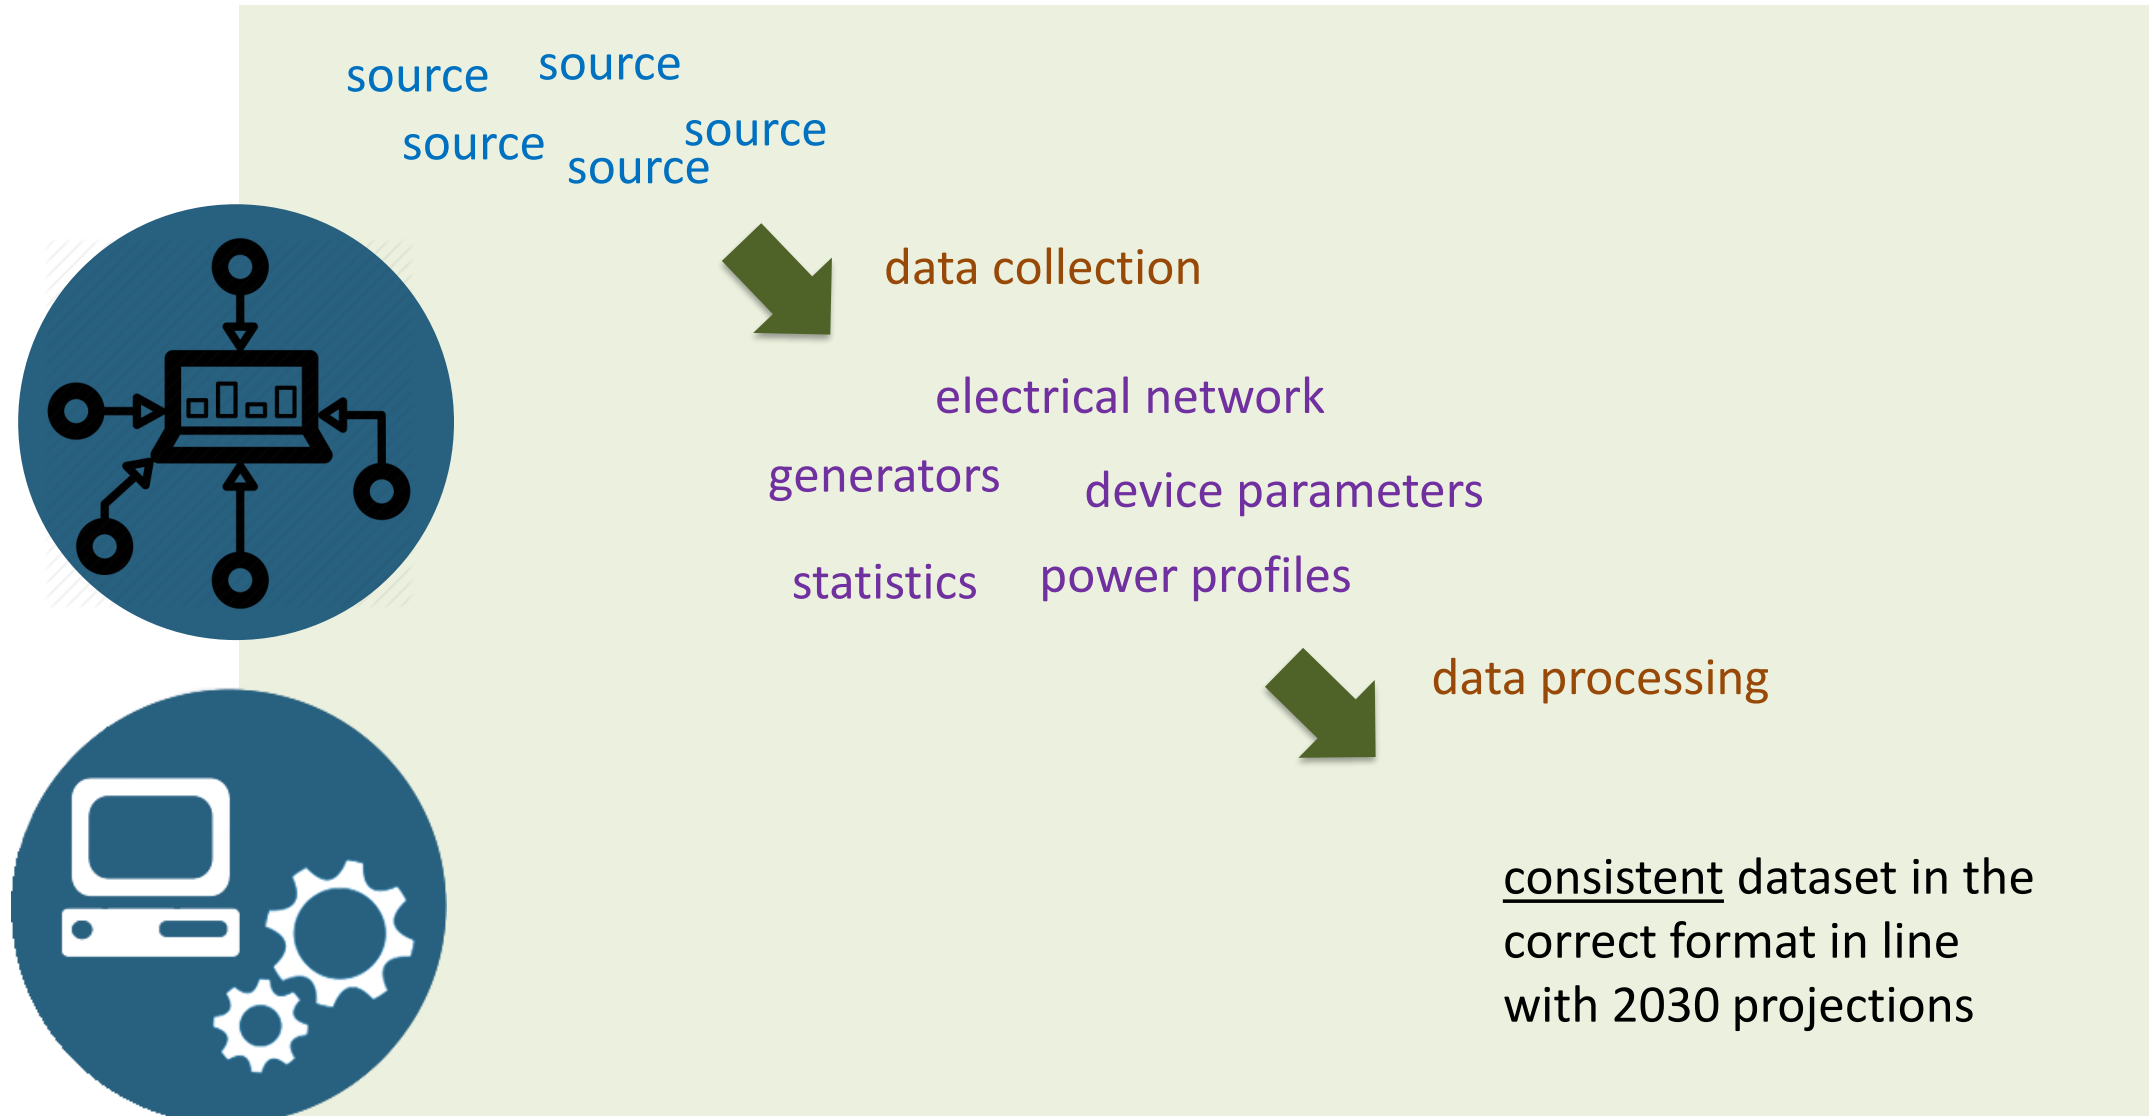 source
source
source
source
source
data collection
electrical network
generators
device parameters
statistics
power profiles
data processing
consistent dataset in the
correct format in line
with 2030 projections